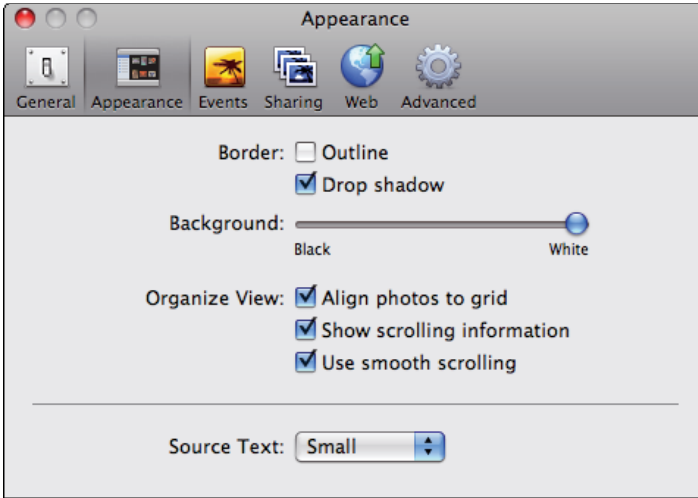 Appearance
General Appearance Events Sharing Web Advanced
Border: Outline
Drop shadow
Background:
Black White
Organize View: Align photos to grid
Show scrolling information
Use smooth scrolling
Source Text: Small